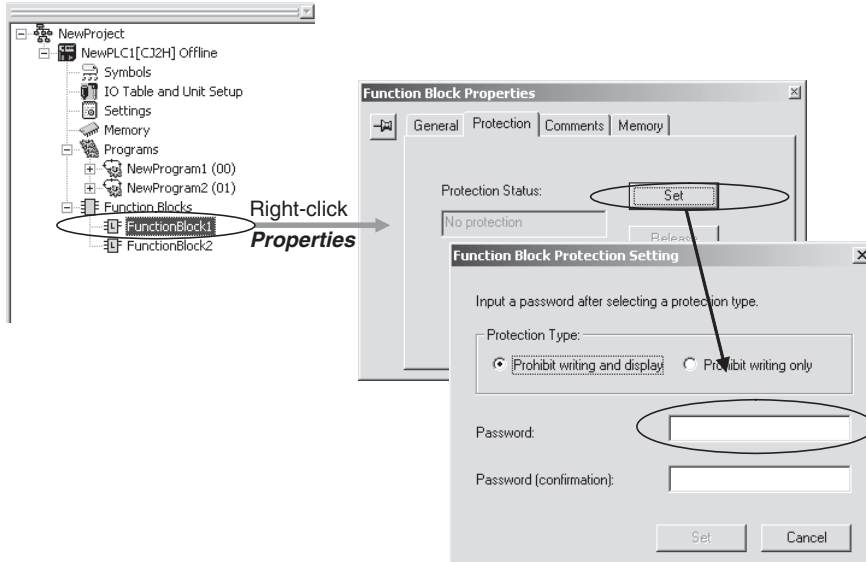 NewProject
NewPLC1[CJ2H] Offline
Symbols
IO Table and Unit Setup
Settings
Memory
Programs
NewProgram1 (00)
NewProgram2 (01)
Function Blocks
FunctionBlock1
FunctionBlock2
Right-click
Properties
Function Block Properties
General Protection Comments Memory
Protection Status:
Set
No protection
Release
Function Block Protection Setting
Input a password after selecting a protection type.
Protection Type:
Prohibit writing and display Prohibit writing only
Password:
Password (confirmation):
Set Cancel